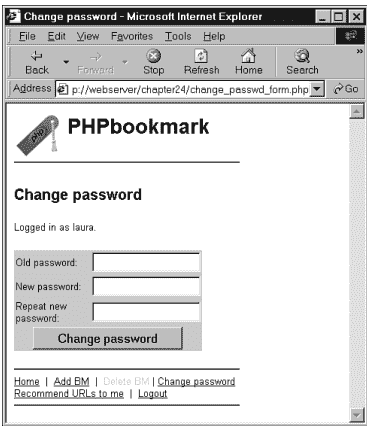 Change password - Microsoft Internet Explorer
File Edit View Favorites Tools Help
Back Forward Stop Refresh Home Search »
Address p://webserver/chapter24/change_passwd_form.php Go
php
PHPbookmark
Change password
Logged in as laura.
Old password:
New password:
Repeat new
password:
Change password
Home | Add BM | Delete BM | Change password
Recommend URLs to me | Logout